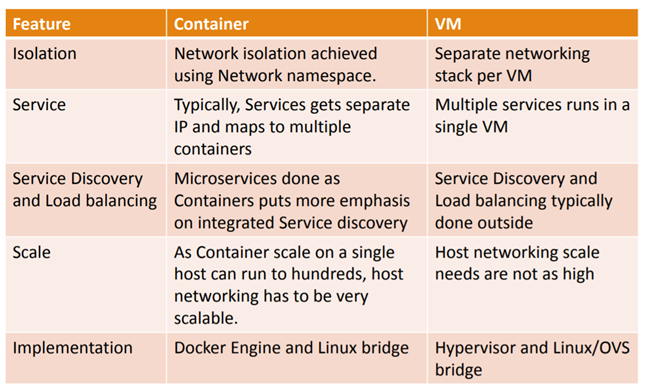 Feature Container VM
Isolation
Network isolation achieved
using Network namespace.
Separate networking
stack per VM
Service
Typically, Services gets separate
IP and maps to multiple
containers
Multiple services runs in a
single VM
Service Discovery
and Load balancing
Microservices done as
Containers puts more emphasis
on integrated Service discovery
Service Discovery and
Load balancing typically
done outside
Scale
As Container scale on a single
host can run to hundreds, host
networking has to be very
scalable.
Host networking scale
needs are not as high
Implementation
Docker Engine and Linux bridge
Hypervisor and Linux/OVS
bridge